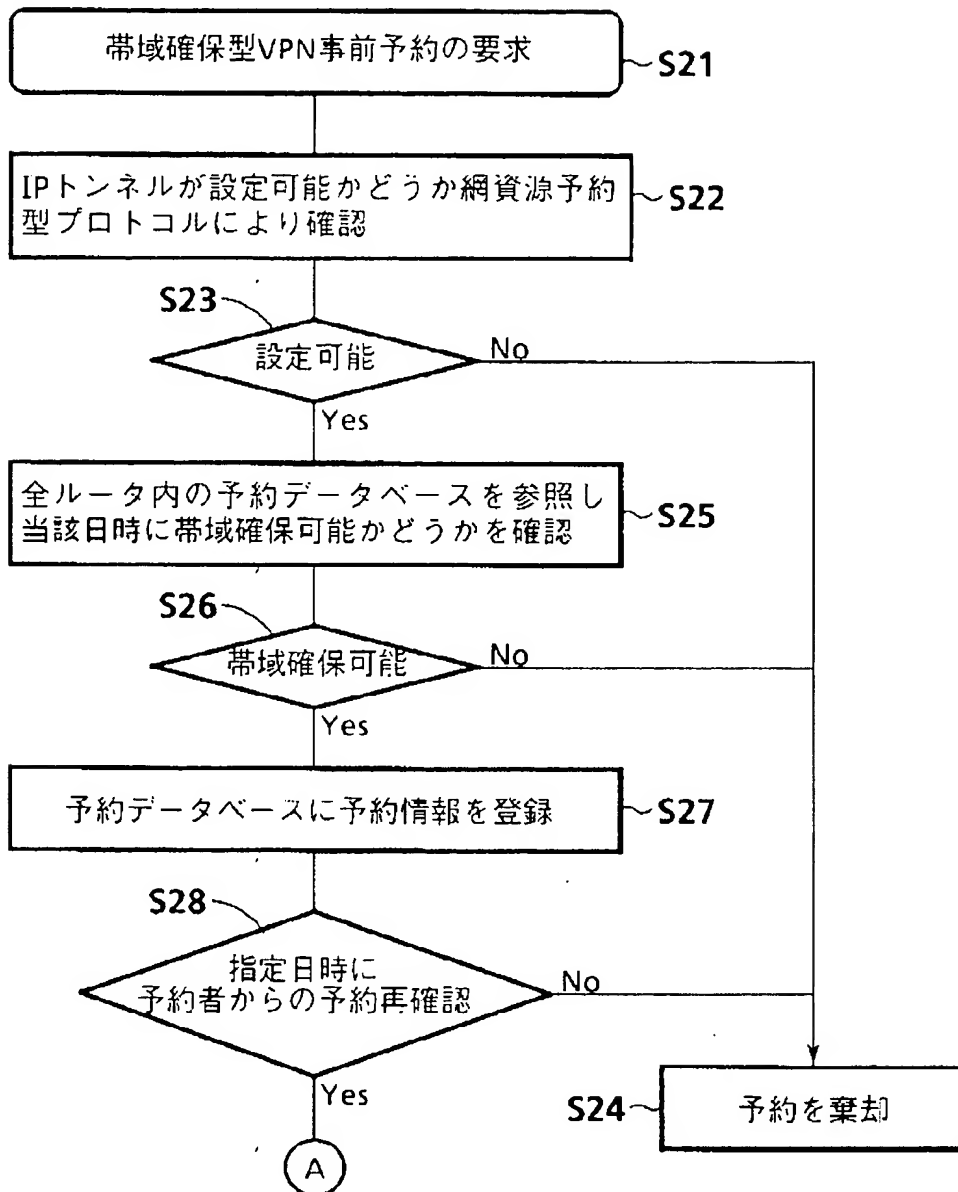 帯域確保型VPN事前予約の要求
S21
IPトンネルが設定可能かどうか網資源予約
型プロトコルにより確認
S22
S23
設定可能
No
Yes
全ルータ内の予約データベースを参照し
当該日時に帯域確保可能かどうかを確認
S25
S26
帯域確保可能
No
Yes
予約データベースに予約情報を登録
S27
S28
指定日時に
予約者からの予約再確認
No
Yes
S24
予約を棄却
A